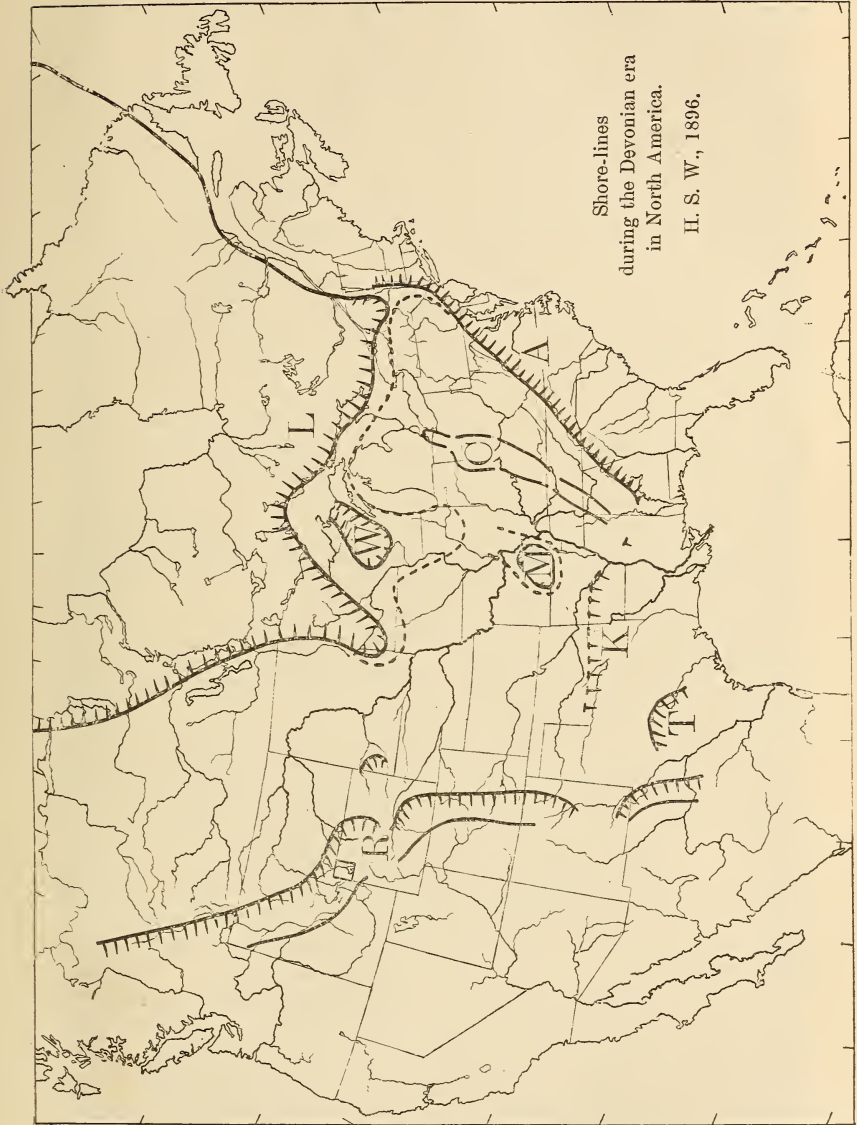 Shore-lines
during the Devonian era
in North America.
H. S. W., 1896.
L
W
C
A
M
K
T
R